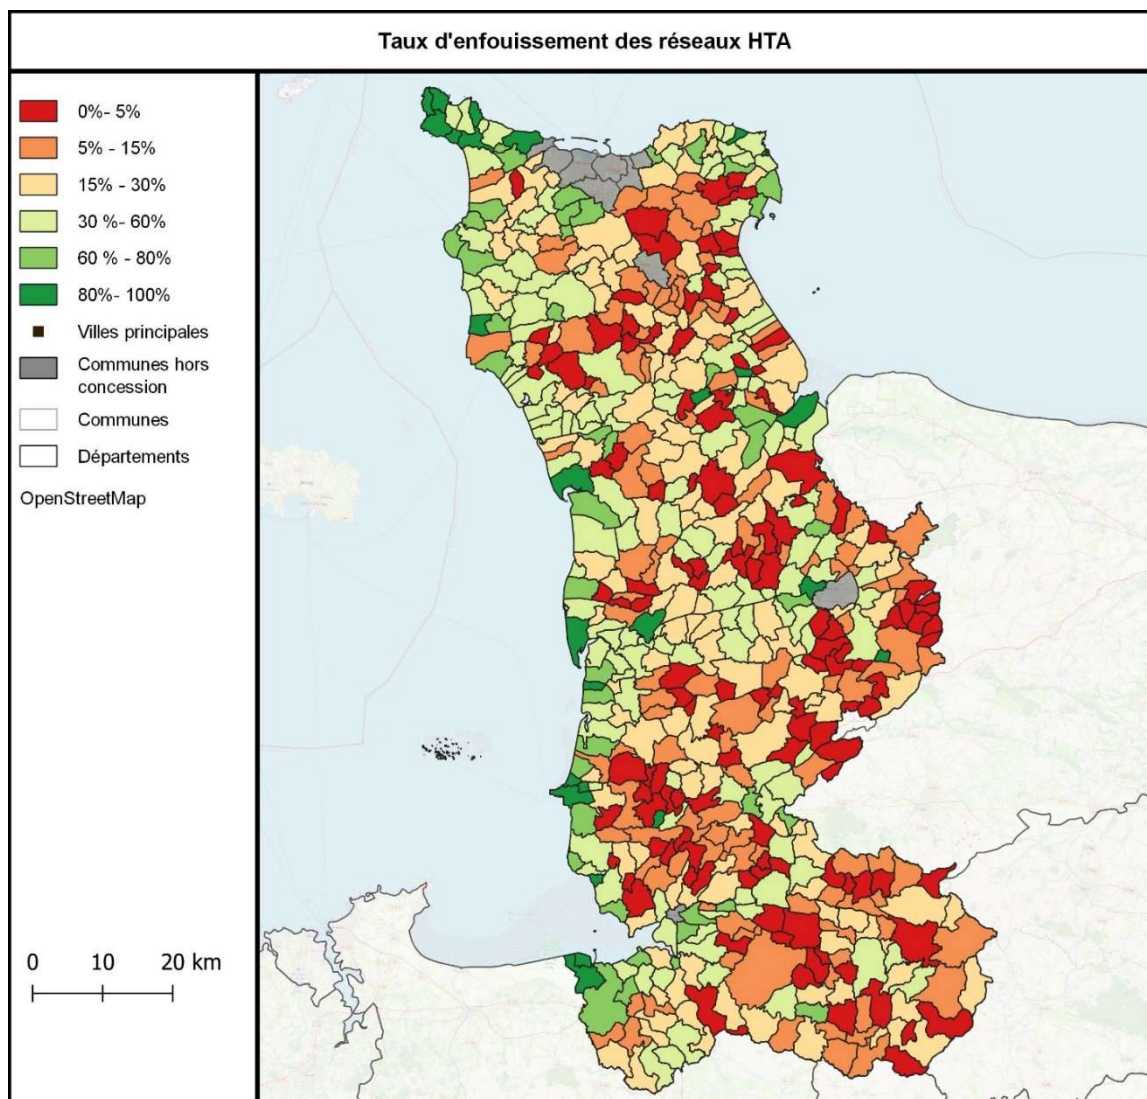 Taux d'enfouissement des réseaux HTA
0%- 5%
5% - 15%
15% - 30%
30 %- 60%
60 % - 80%
80%- 100%
Villes principales
Communes hors
concession
Communes
Départements
OpenStreetMap
0 10 20 km